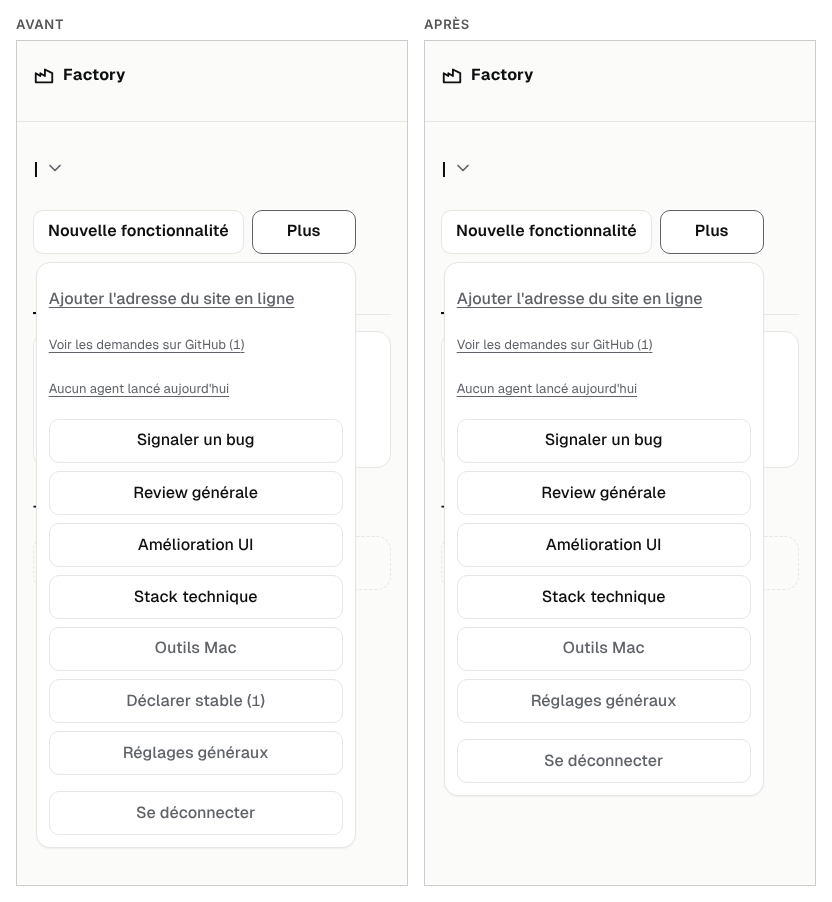 AVANT
Factory
Nouvelle fonctionnalité
Plus
Ajouter l'adresse du site en ligne
Voir les demandes sur GitHub (1)
Aucun agent lancé aujourd'hui
Signaler un bug
Review générale
Amélioration UI
Stack technique
Outils Mac
Déclarer stable (1)
Réglages généraux
Se déconnecter
APRÈS
Factory
Nouvelle fonctionnalité
Plus
Ajouter l'adresse du site en ligne
Voir les demandes sur GitHub (1)
Aucun agent lancé aujourd'hui
Signaler un bug
Review générale
Amélioration UI
Stack technique
Outils Mac
Réglages généraux
Se déconnecter